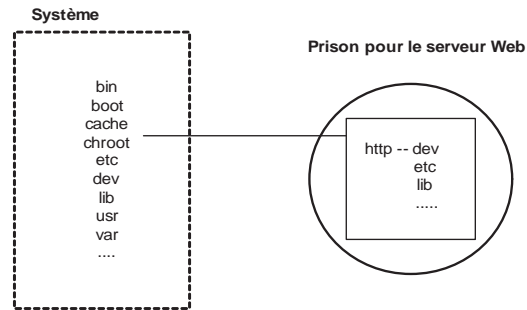 Système
bin
boot
cache
chroot
etc
dev
lib
usr
var
....
Prison pour le serveur Web
http -- dev
etc
lib
.....